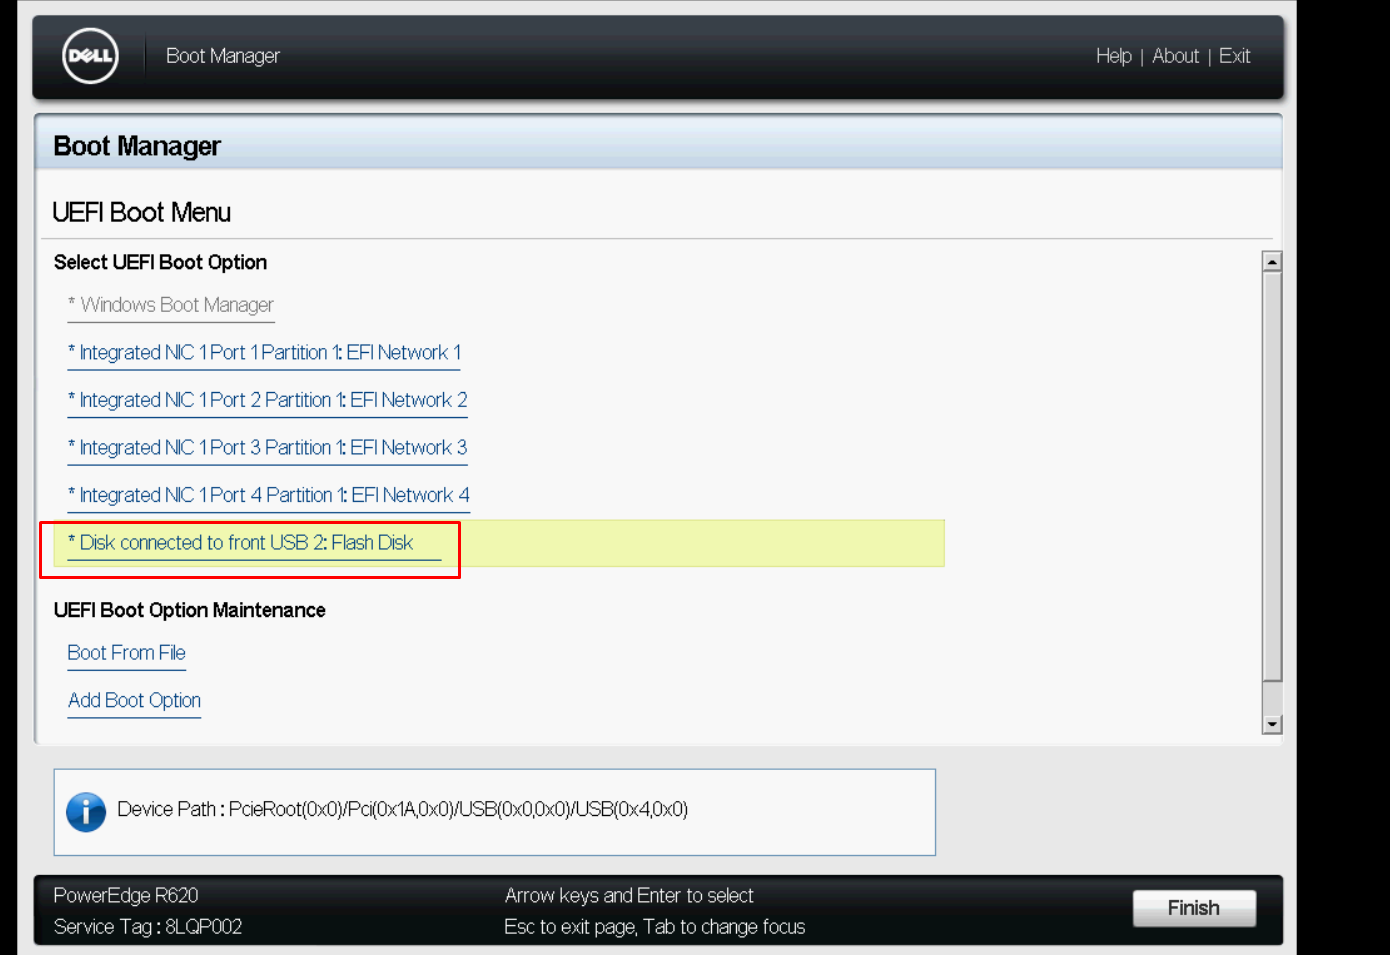 DELL
Boot Manager
Help | About | Exit
Boot Manager
UEFI Boot Menu
Select UEFI Boot Option
* Windows Boot Manager
* Integrated NIC 1 Port 1 Partition 1: EFI Network 1
* Integrated NIC 1 Port 2 Partition 1: EFI Network 2
* Integrated NIC 1 Port 3 Partition 1: EFI Network 3
* Integrated NIC 1 Port 4 Partition 1: EFI Network 4
* Disk connected to front USB 2: Flash Disk
UEFI Boot Option Maintenance
Boot From File
Add Boot Option
Device Path : PcieRoot(0x0)/Pci(0x1A,0x0)/USB(0x0,0x0)/USB(0x4,0x0)
PowerEdge R620
Service Tag : 8LQP002
Arrow keys and Enter to select
Esc to exit page, Tab to change focus
Finish